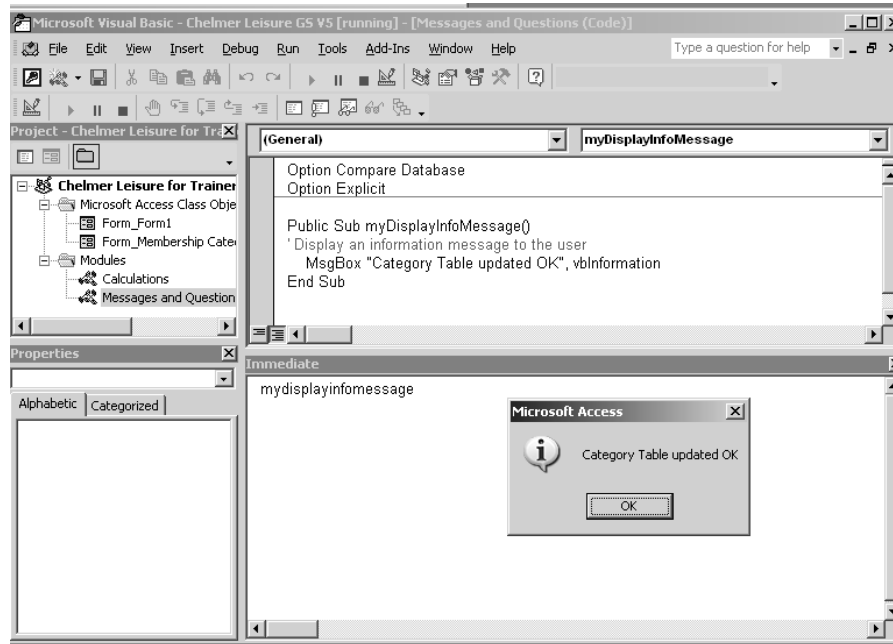 Microsoft Visual Basic - Chelmer Leisure GS V5 [running] - [Messages and Questions (Code)]
File Edit View Insert Debug Run Tools Add-Ins Window Help
Type a question for help
Project - Chelmer Leisure for Tra
(General)
myDisplayInfoMessage
Chelmer Leisure for Trainer
Microsoft Access Class Obje
Form_Form1
Form_Membership Cate
Modules
Calculations
Messages and Question
Option Compare Database
Option Explicit
Public Sub myDisplayInfoMessage()
' Display an information message to the user
MsgBox "Category Table updated OK", vbInformation
End Sub
Properties
Alphabetic Categorized
Immediate
mydisplayinfomessage
Microsoft Access
Category Table updated OK
OK